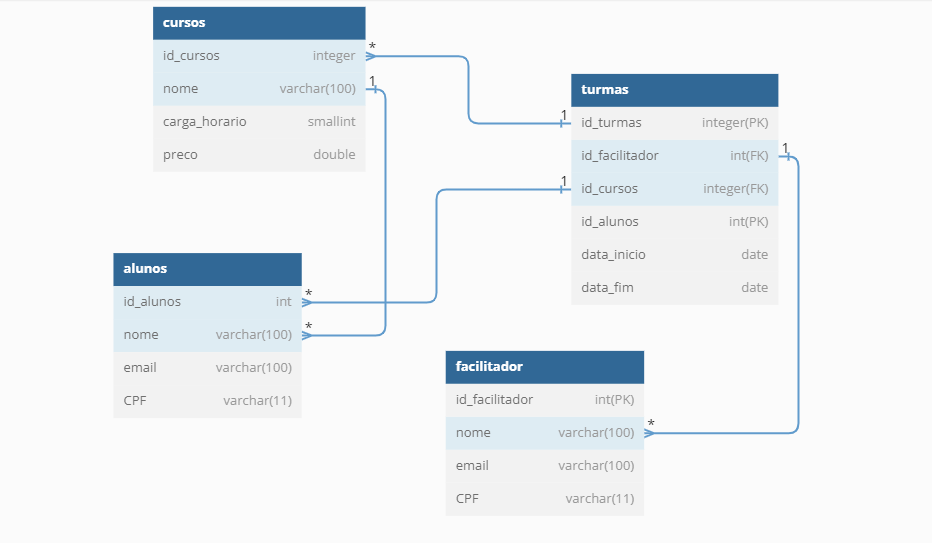 cursos
id_cursos integer
nome varchar(100)
carga_horario smallint
preco double
*
1
turmas
id_turmas integer(PK)
id_facilitador int(FK)
id_cursos integer(FK)
id_alunos int(PK)
data_inicio date
data_fim date
1
1
1
alunos
id_alunos int
nome varchar(100)
email varchar(100)
CPF varchar(11)
*
*
facilitador
id_facilitador int(PK)
nome varchar(100)
email varchar(100)
CPF varchar(11)
*